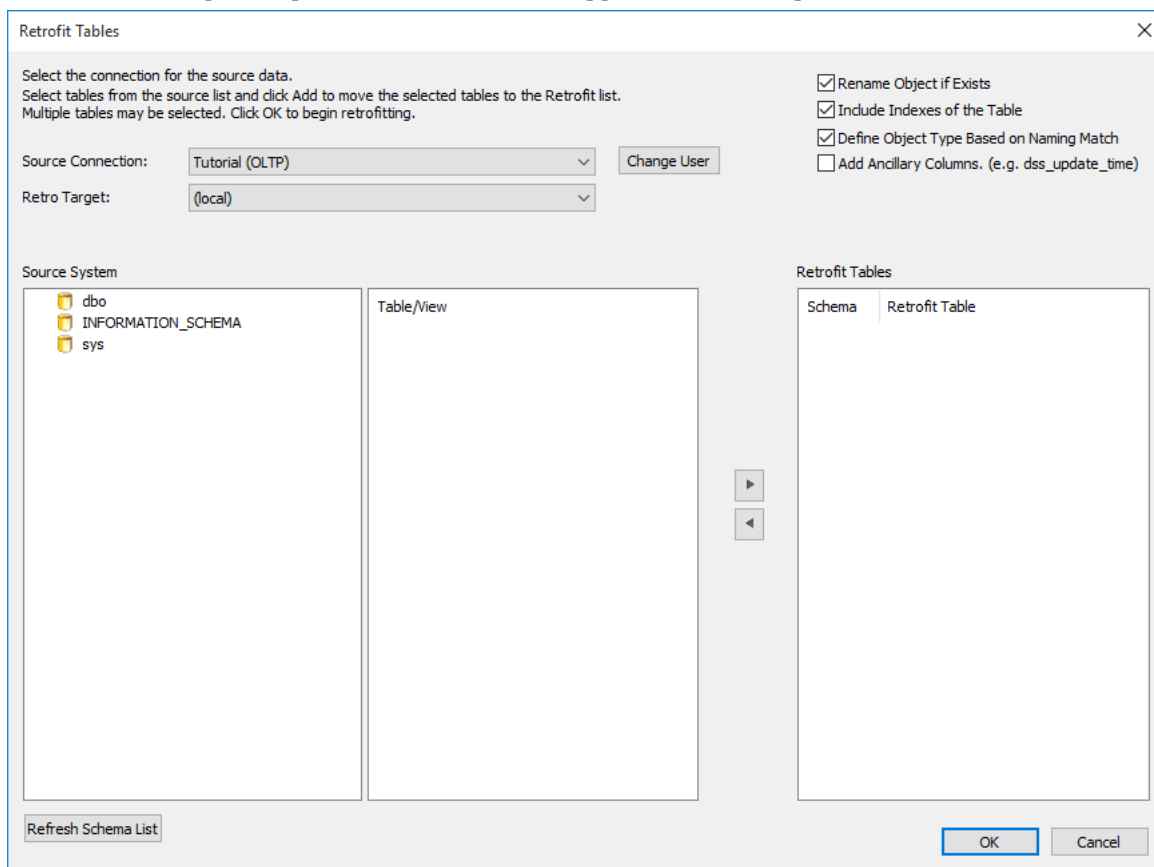 Retrofit Tables
Select the connection for the source data.
Select tables from the source list and click Add to move the selected tables to the Retrofit list.
Multiple tables may be selected. Click OK to begin retrofitting.
Rename Object if Exists
Include Indexes of the Table
Define Object Type Based on Naming Match
Add Ancillary Columns. (e.g. dss_update_time)
Source Connection:
Tutorial (OLTP)
Change User
Retro Target:
(local)
Source System
dbo
INFORMATION_SCHEMA
sys
Table/View
Retrofit Tables
Schema
Retrofit Table
Refresh Schema List
OK
Cancel